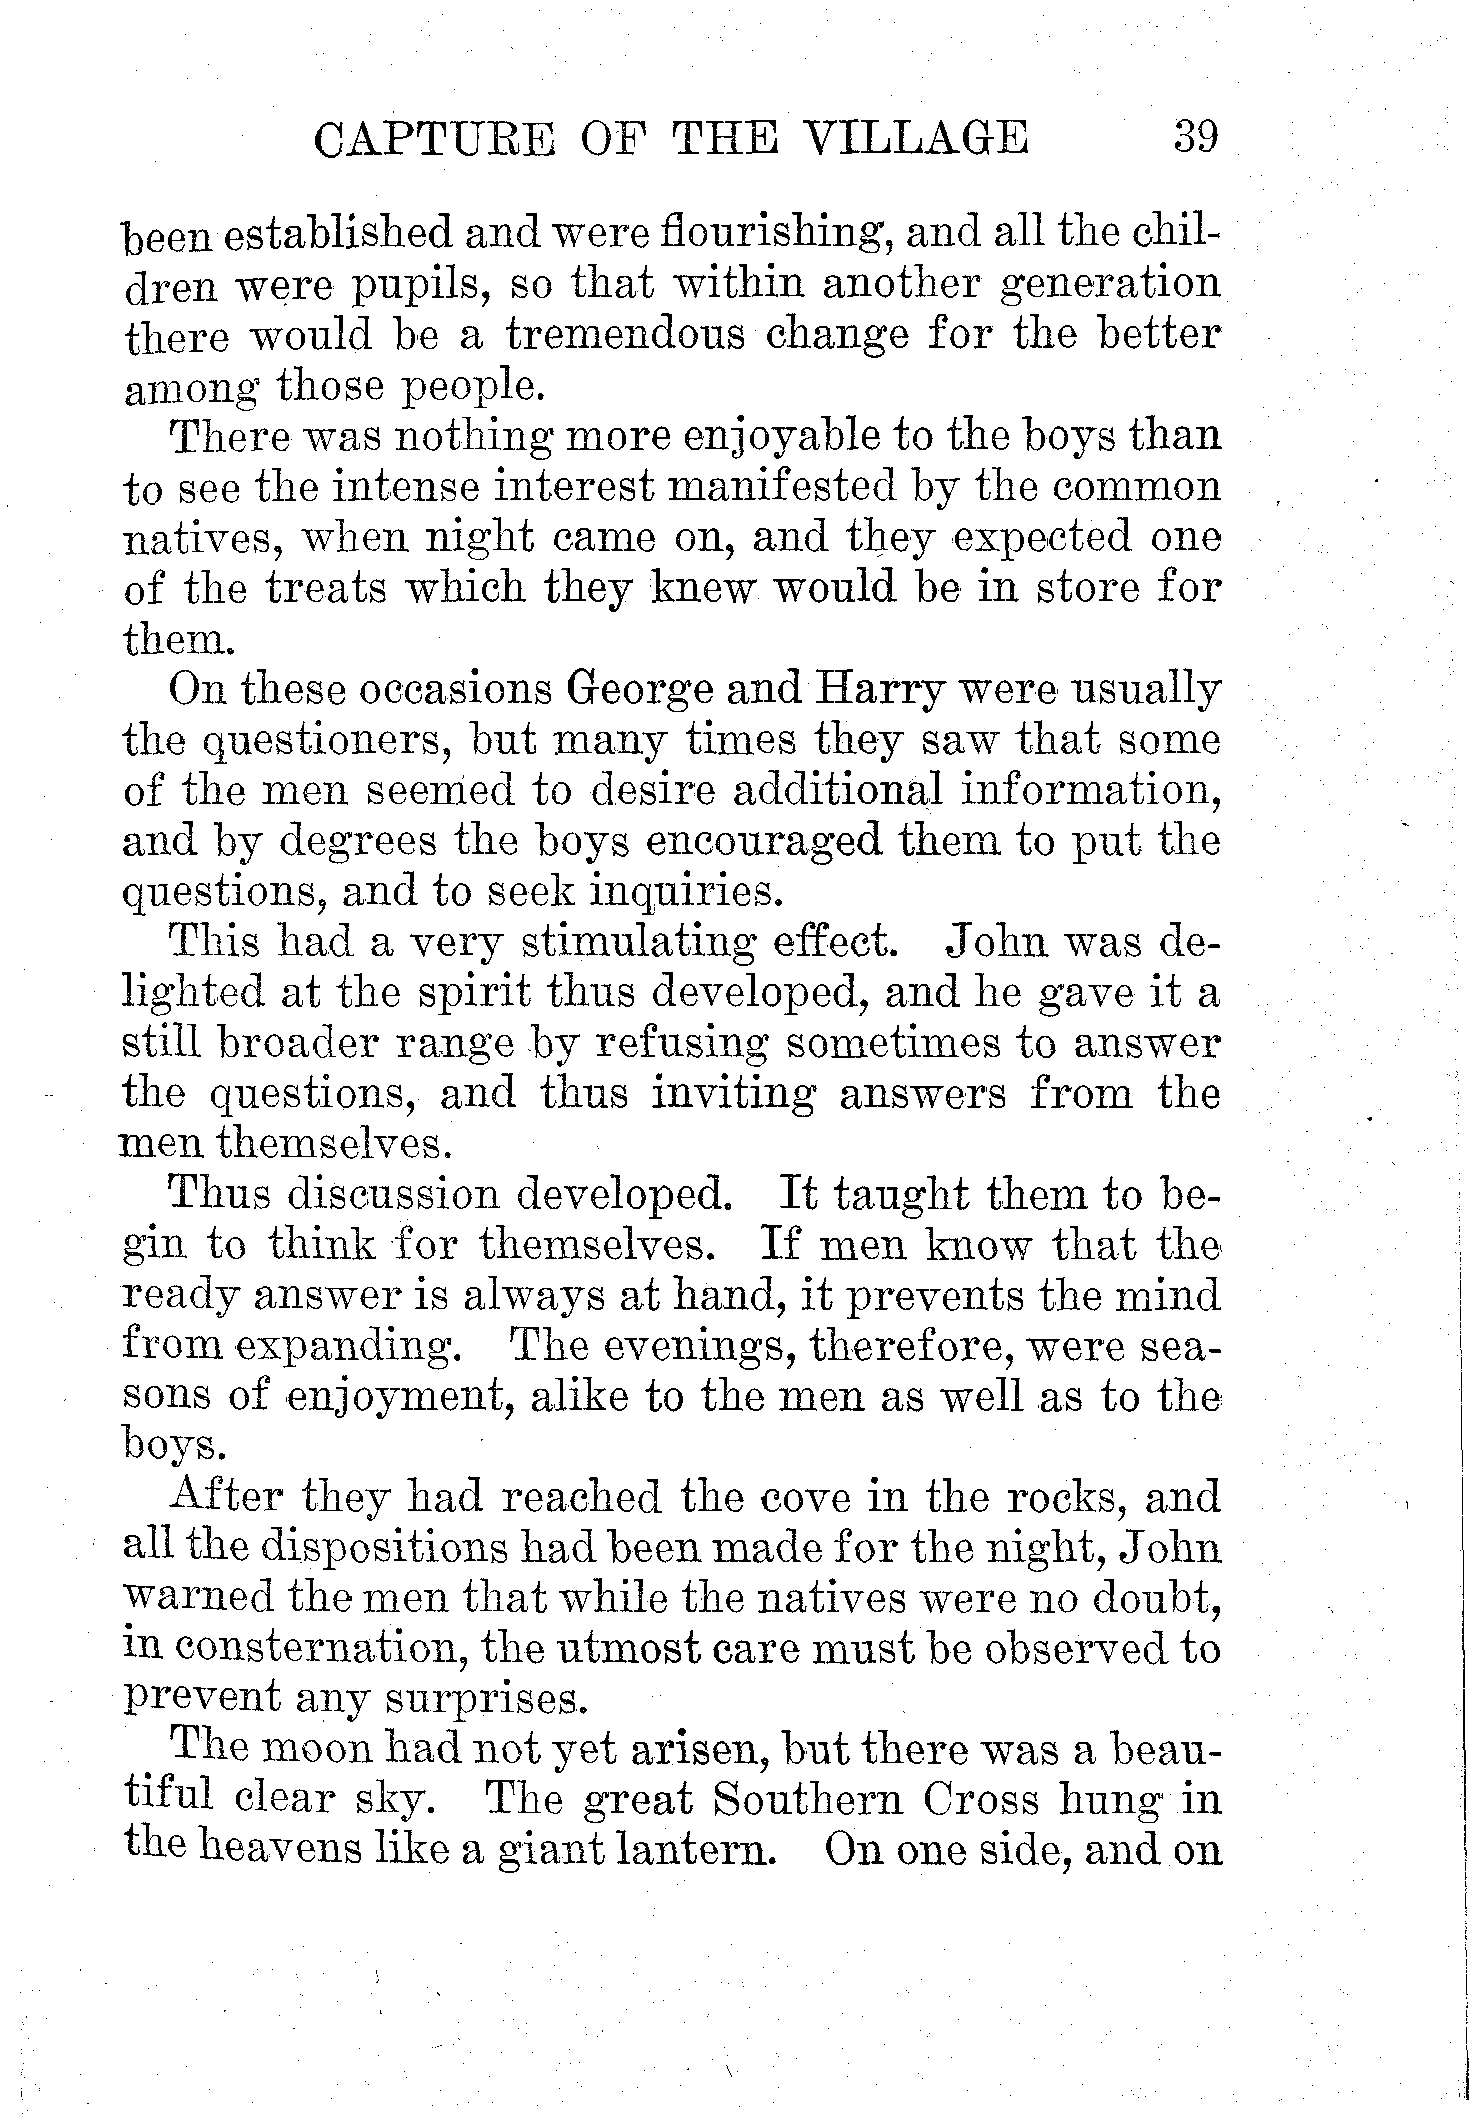 CAPTURE OF THE VILLAGE 39
been established and were flourishing, and all the chil-
dren were pupils, so that within another generation
there would be a tremendous change for the better
among those people.
There was nothing more enjoyable to the boys than
to see the intense interest manifested by the common
natives, when night came on, and they expected one
of the treats which they knew would be in store for
them.
On these occasions George and Harry were usually
the questioners, but many times they saw that some
of the men seemed to desire additional information,
and by degrees the boys encouraged them to put the
questions, and to seek inquiries.
This had a very stimulating effect. John was de-
lighted at the spirit thus developed, and he gave it a
still broader range by refusing sometimes to answer
the questions, and thus inviting answers from the
men themselves.
Thus discussion developed. It taught them to be-
gin to think for themselves. If men know that the
ready answer is always at hand, it prevents the mind
from expanding. The evenings, therefore, were sea-
sons of enjoyment, alike to the men as well as to the
boys.
After they had reached the cove in the rocks, and
all the dispositions had been made for the night, John
warned the men that while the natives were no doubt,
in consternation, the utmost care must be observed to
prevent any surprises.
The moon had not yet arisen, but there was a beau-
tiful clear sky. The great Southern Cross hung in
the heavens like a giant lantern. On one side, and on